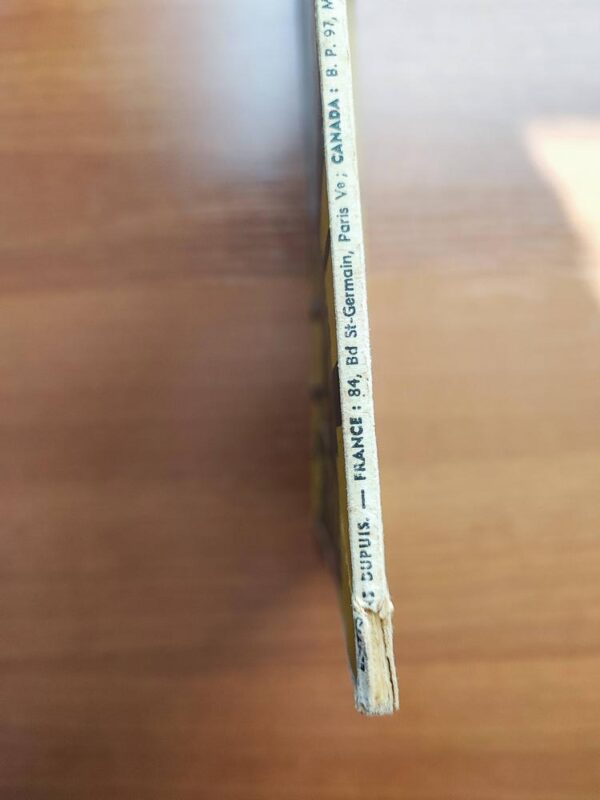 DUPUIS. — FRANCE : 84, Bd St-Germain, Paris Ve ; CANADA : B. P. 97, M